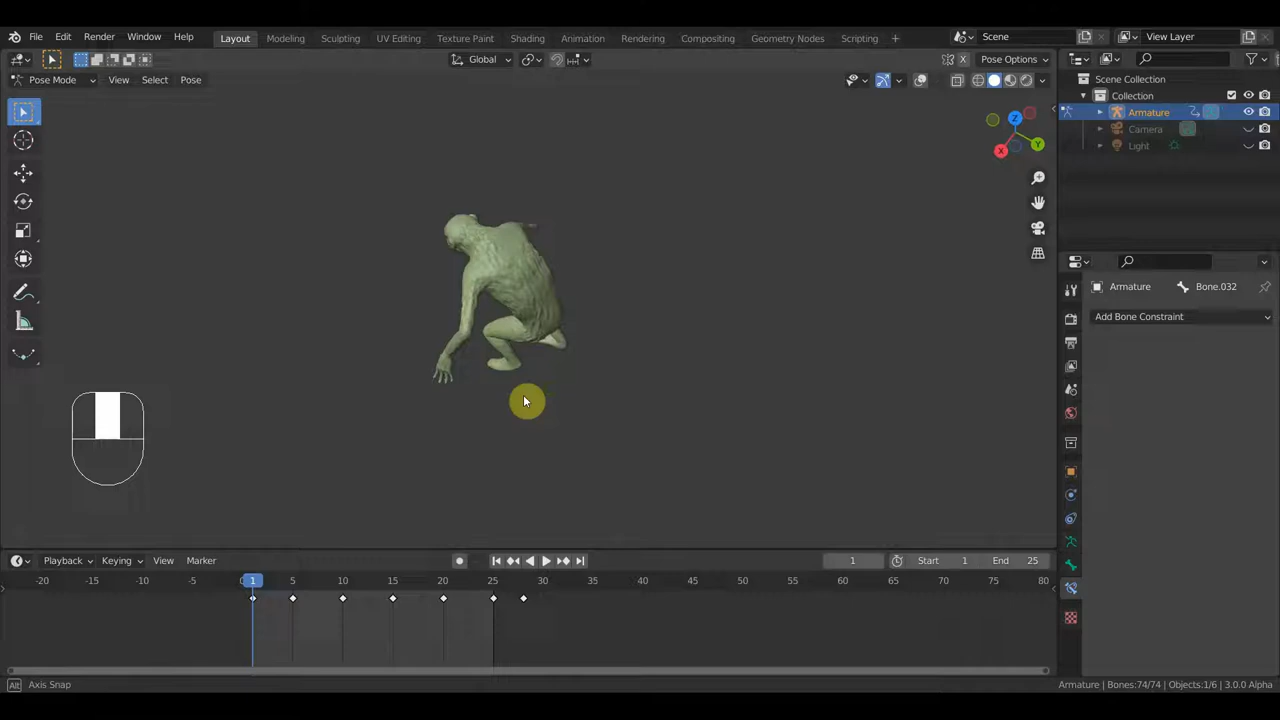 File Edit Render Window Help Layout Modeling Sculpting UV Editing Texture Paint Shading Animation Rendering Compositing Geometry Nodes Scripting + Scene View Layer
Global X Pose Options
Pose Mode View Select Pose
Scene Collection
Collection
Armature
Camera
Light
Z
Y
X
Armature Bone.032
Add Bone Constraint
Playback Keying View Marker 1 Start 1 End 25
-20 -15 -10 -5 1 5 10 15 20 25 30 35 40 45 50 55 60 65 70 75 80
Alt Axis Snap Armature | Bones:74/74 | Objects:1/6 | 3.0.0 Alpha